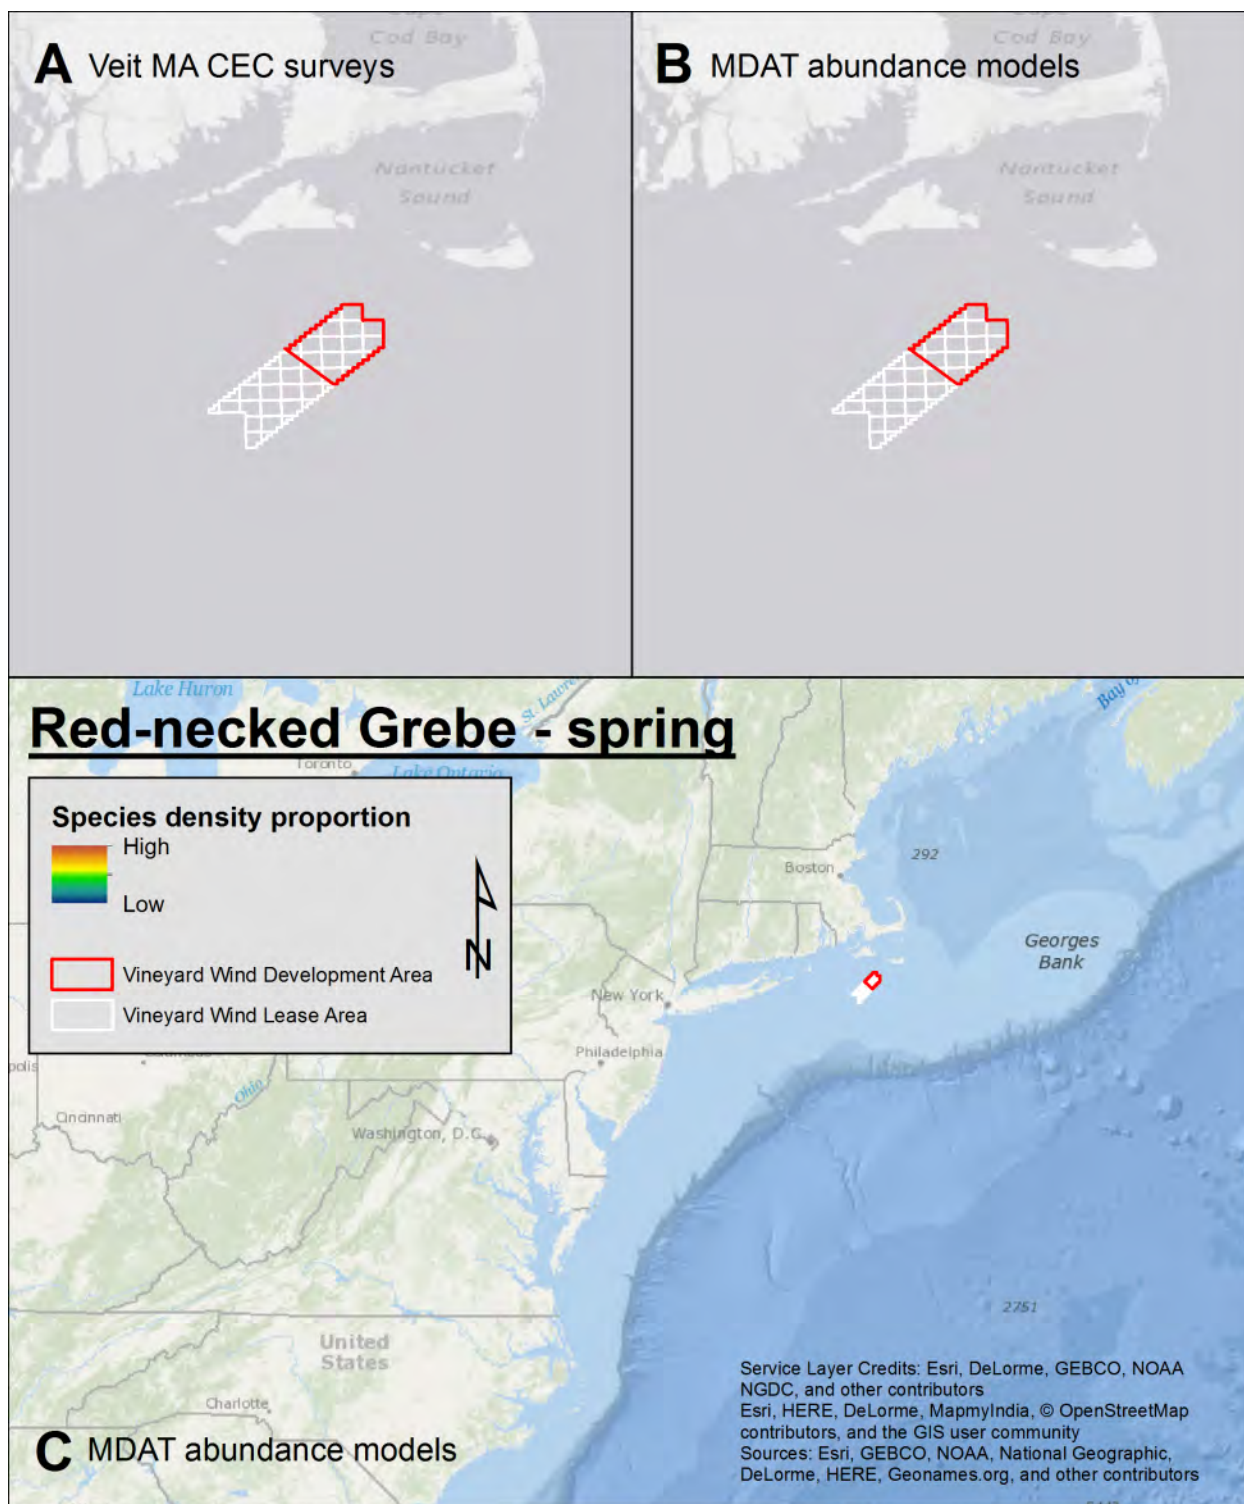 A Veit MA CEC surveys
Cod Bay
Nantucket
Sound
B MDAT abundance models
Cod Bay
Nantucket
Sound
Lake Huron
Red-necked Grebe - spring
Toronto
Lake Ontario
Species density proportion
High
Low
N
Vineyard Wind Development Area
Vineyard Wind Lease Area
Boston
292
Georges
Bank
New York
Philadelphia
Ohio
Cincinnati
Washington, D.C.
2751
United
States
Charlotte
C MDAT abundance models
Service Layer Credits: Esri, DeLorme, GEBCO, NOAA
NGDC, and other contributors
Esri, HERE, DeLorme, MapmyIndia, © OpenStreetMap
contributors, and the GIS user community
Sources: Esri, GEBCO, NOAA, National Geographic,
DeLorme, HERE, Geonames.org, and other contributors